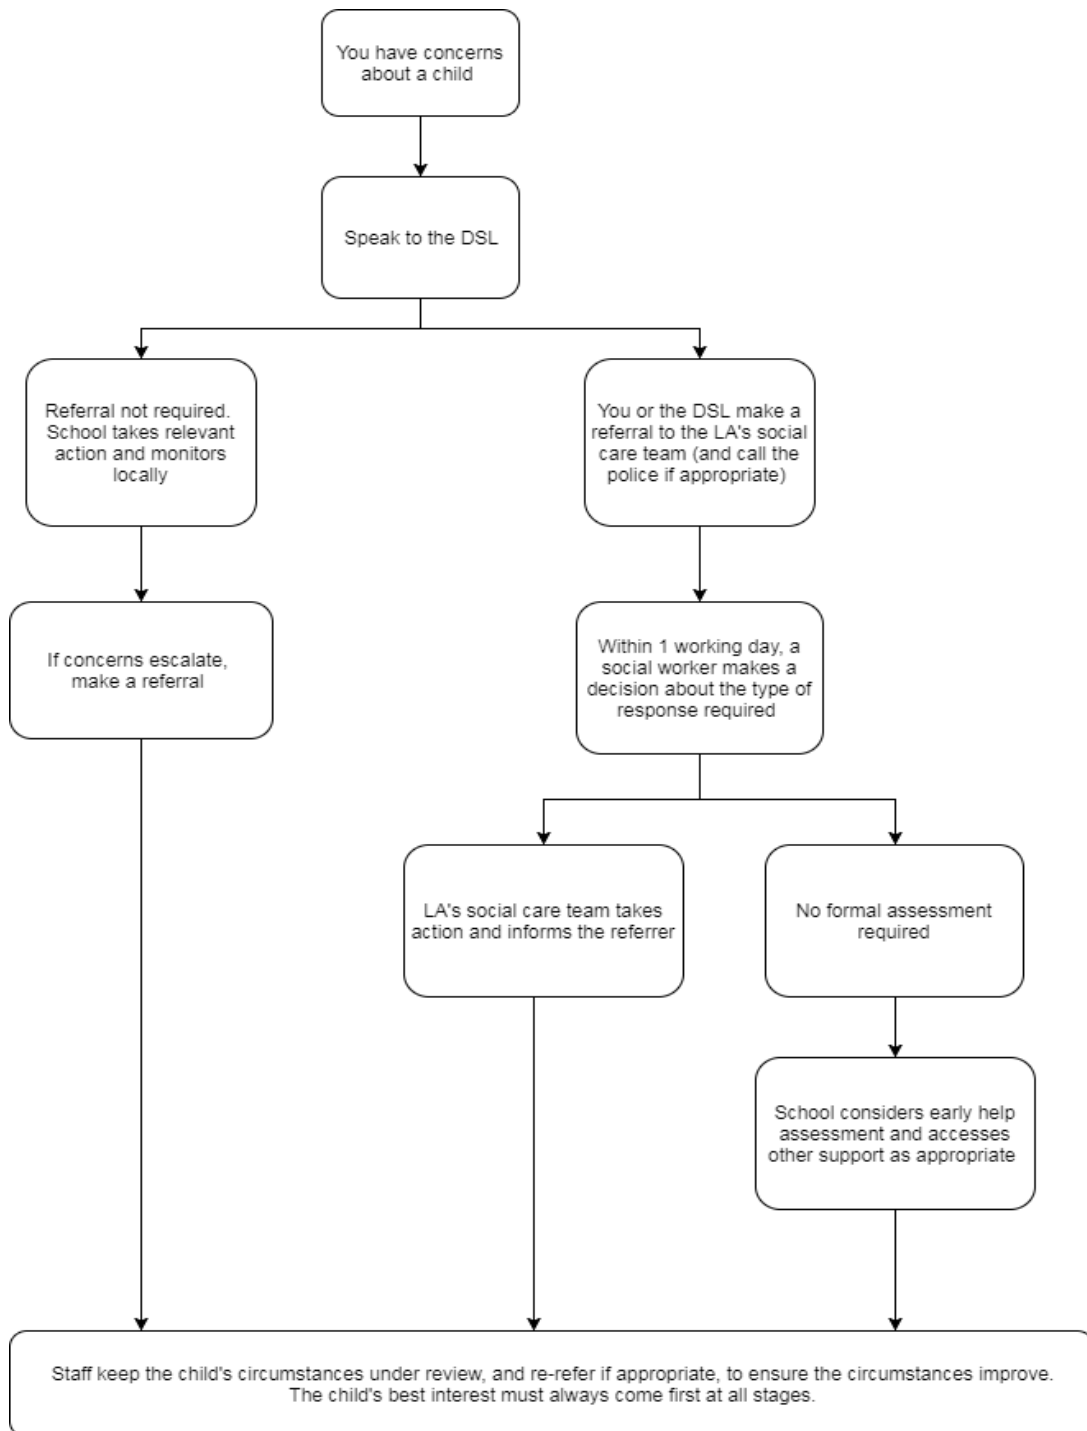 You have concerns
about a child
Speak to the DSL
Referral not required.
School takes relevant
action and monitors
locally
You or the DSL make a
referral to the LA's social
care team (and call the
police if appropriate)
If concerns escalate,
make a referral
Within 1 working day, a
social worker makes a
decision about the type of
response required
LA's social care team takes
action and informs the referrer
No formal assessment
required
School considers early help
assessment and accesses
other support as appropriate
Staff keep the child's circumstances under review, and re-refer if appropriate, to ensure the circumstances improve.
The child's best interest must always come first at all stages.